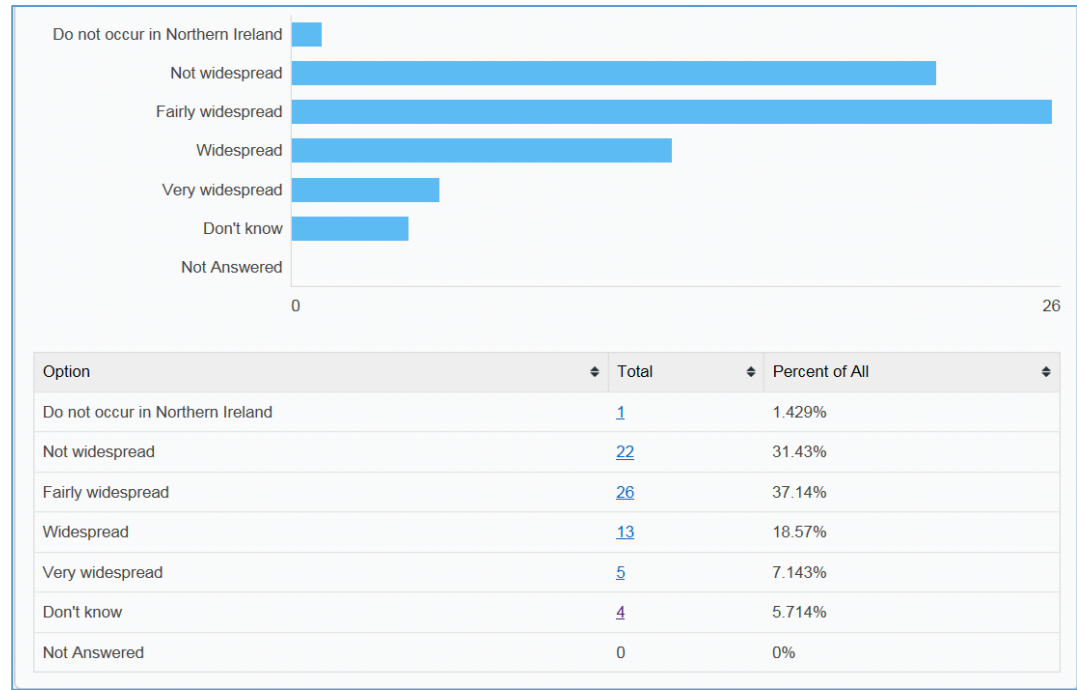 Do not occur in Northern Ireland
Not widespread
Fairly widespread
Widespread
Very widespread
Don't know
Not Answered
0 26
Option Total Percent of All
Do not occur in Northern Ireland 1 1.429%
Not widespread 22 31.43%
Fairly widespread 26 37.14%
Widespread 13 18.57%
Very widespread 5 7.143%
Don't know 4 5.714%
Not Answered 0 0%